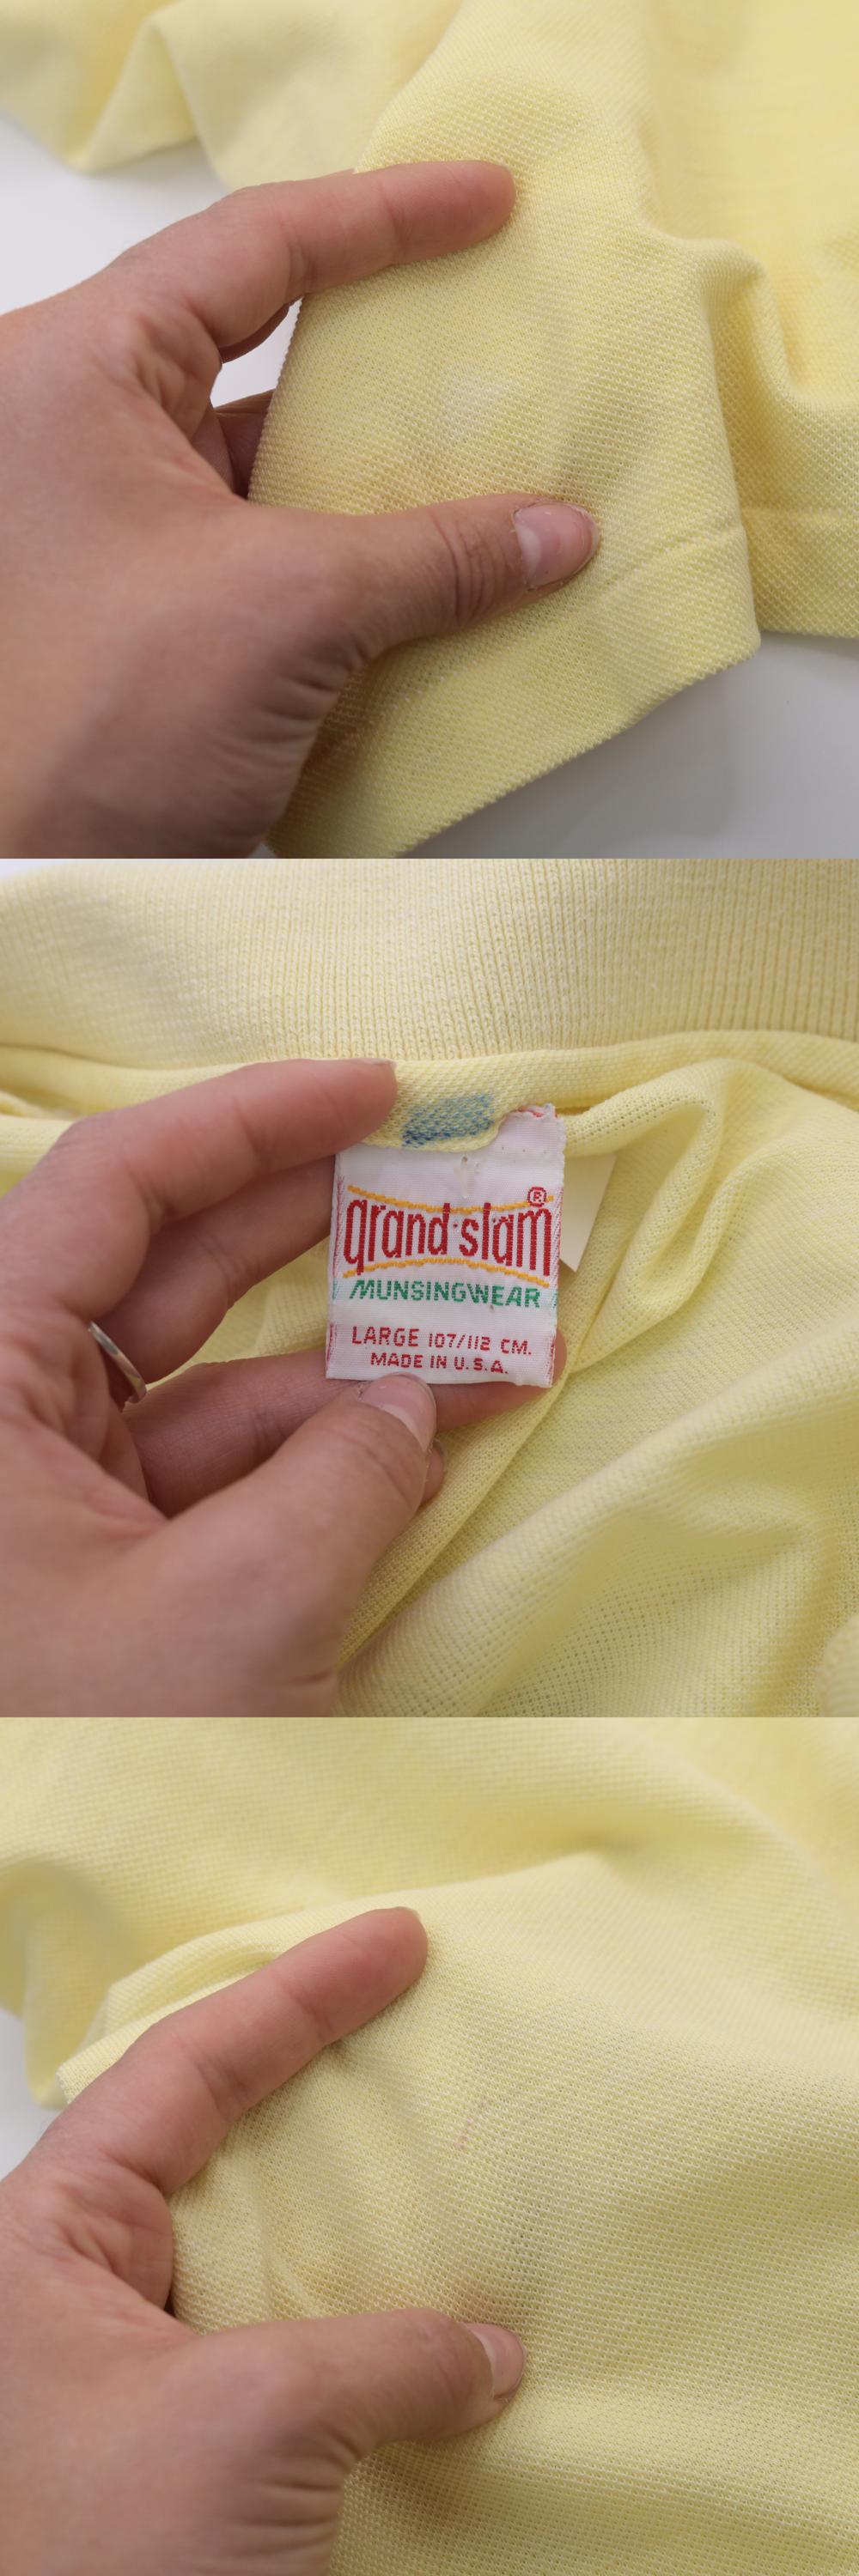 grand·slam®
MUNSINGWEAR
LARGE 107/112 CM.
MADE IN U.S.A.